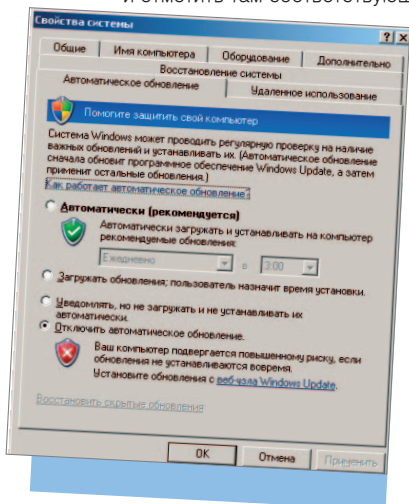 и отметить там соответствующ
Свойства системы
Общие Имя компьютера Оборудование Дополнительно
Восстановление системы
Автоматическое обновление Удаленное использование
Помогите защитить свой компьютер
Система Windows может проводить регулярную проверку на наличие
важных обновлений и устанавливать их. (Автоматическое обновление
сначала обновит программное обеспечение Windows Update, а затем
применит остальные обновления.)
Как работает автоматическое обновление?
Автоматически (рекомендуется)
Автоматически загружать и устанавливать на компьютер
рекомендуемые обновления:
Ежедневно в 3:00
Загружать обновления; пользователь назначит время установки.
Уведомлять, но не загружать и не устанавливать их
автоматически.
Отключить автоматическое обновление.
Ваш компьютер подвергается повышенному риску, если
обновления не устанавливаются вовремя.
Установите обновления с веб-узла Windows Update.
Восстановить скрытые обновления
OK Отмена Применить